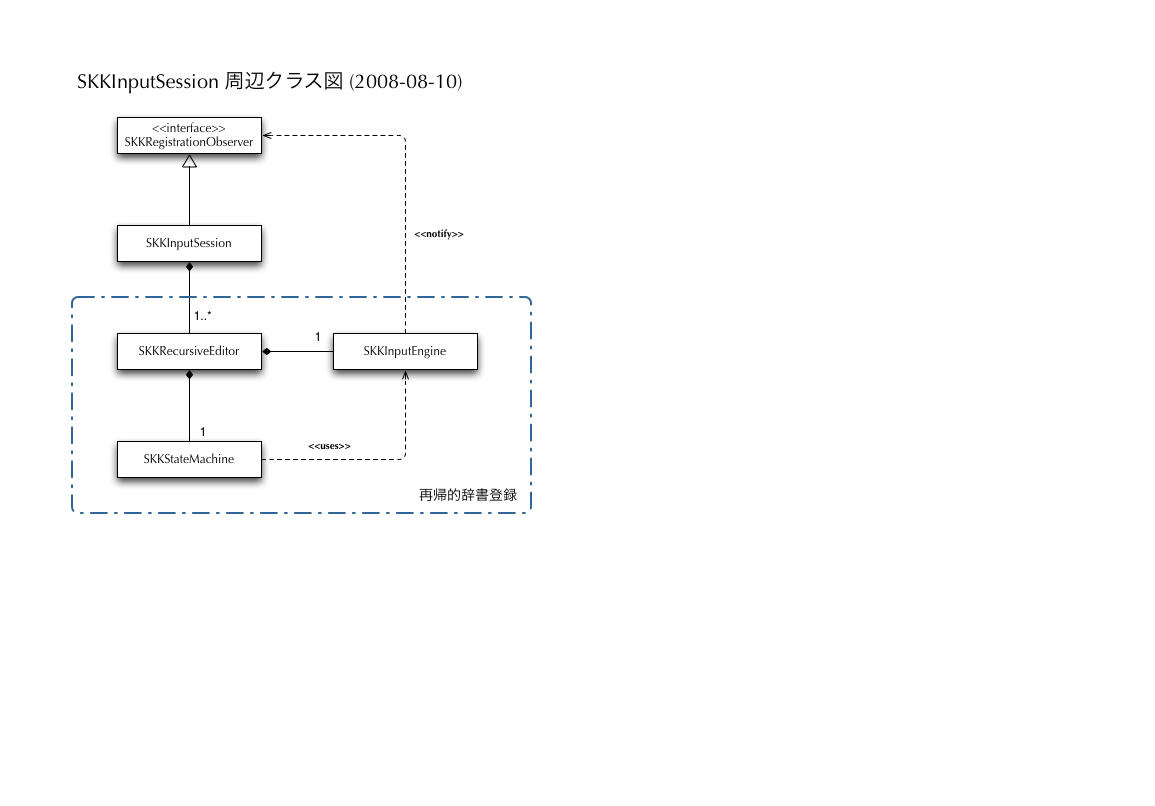 SKKInputSession 周辺クラス図 (2008-08-10)
<<interface>>
SKKRegistrationObserver
<<notify>>
SKKInputSession
1..*
1
SKKRecursiveEditor
SKKInputEngine
1
<<uses>>
SKKStateMachine
再帰的辞書登録